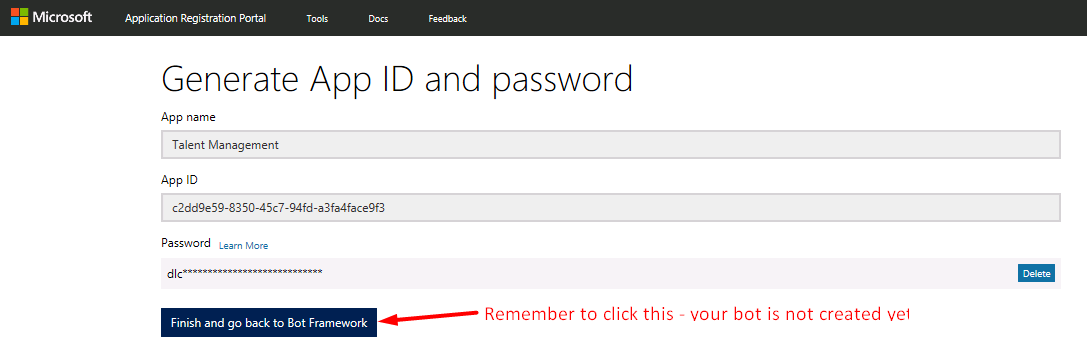 Microsoft Application Registration Portal Tools Docs Feedback
Generate App ID and password
App name
Talent Management
App ID
c2dd9e59-8350-45c7-94fd-a3fa4face9f3
Password Learn More
dlc**************************** Delete
Finish and go back to Bot Framework Remember to click this - your bot is not created yet